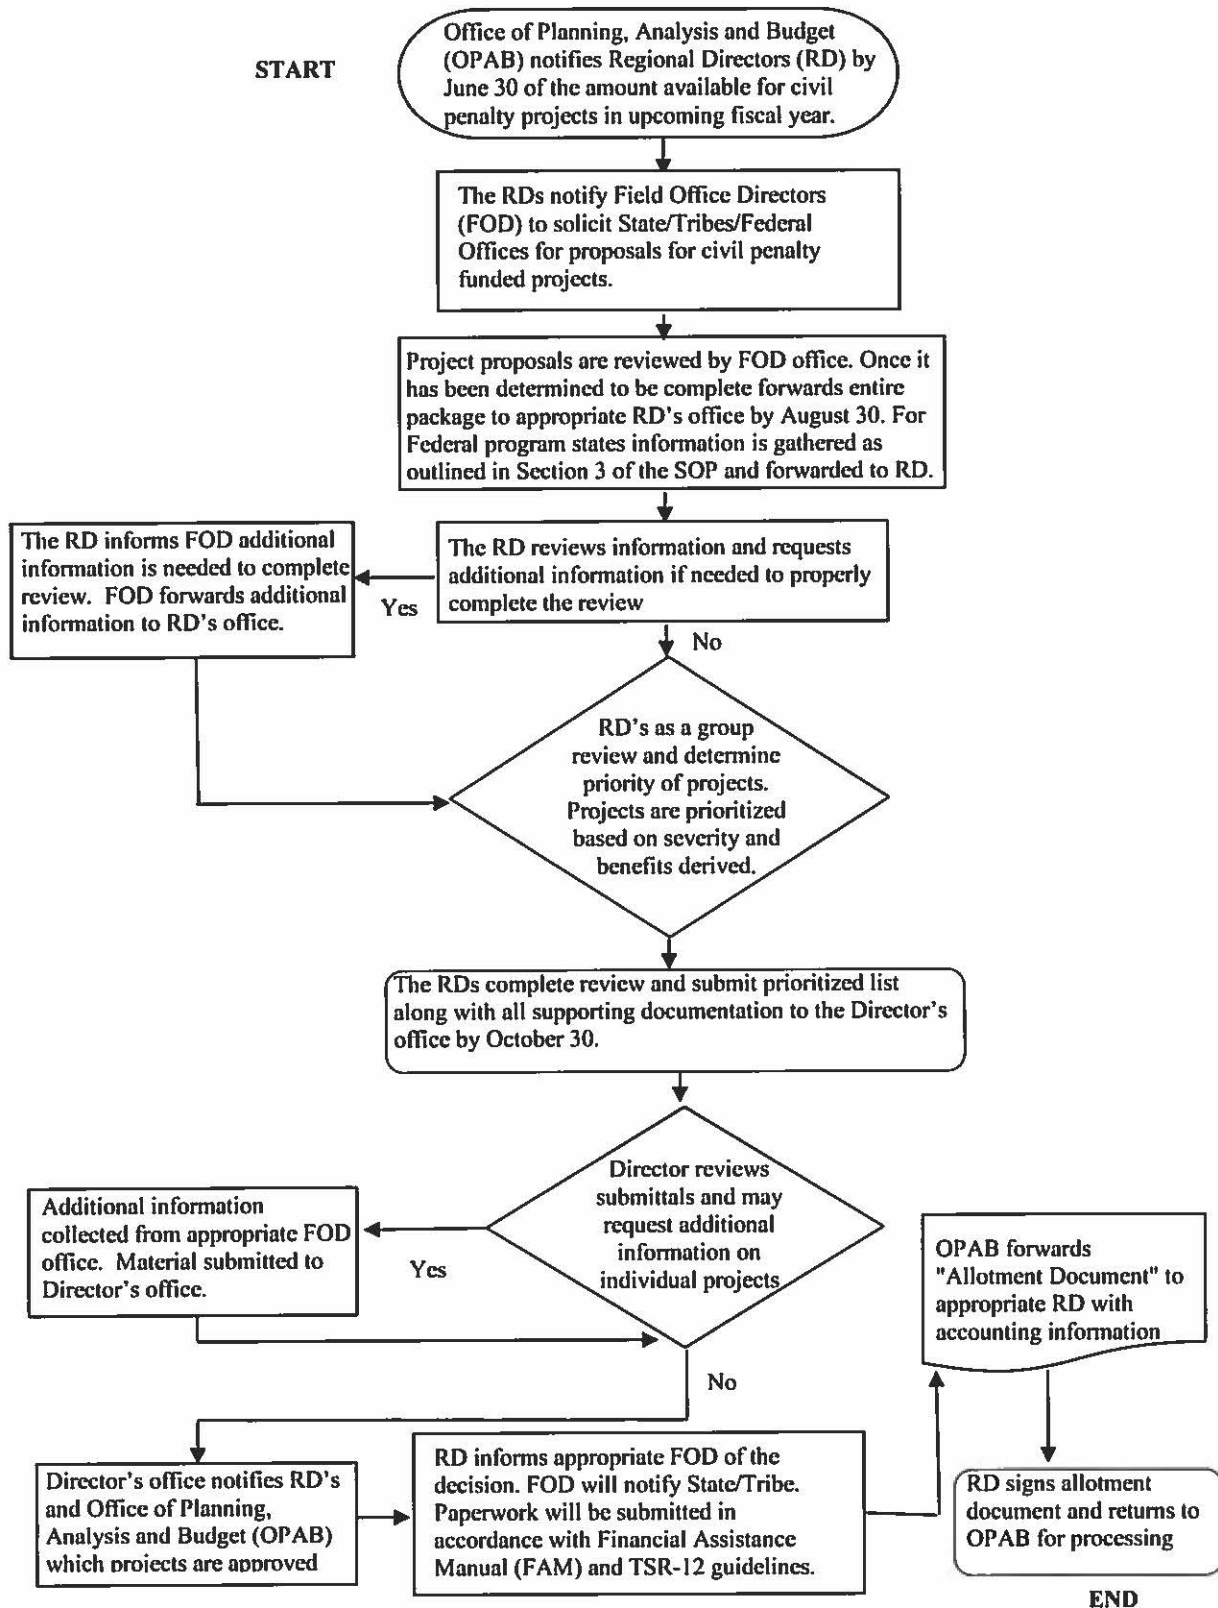 START
Office of Planning, Analysis and Budget
(OPAB) notifies Regional Directors (RD) by
June 30 of the amount available for civil
penalty projects in upcoming fiscal year.
The RDs notify Field Office Directors
(FOD) to solicit State/Tribes/Federal
Offices for proposals for civil penalty
funded projects.
Project proposals are reviewed by FOD office. Once it
has been determined to be complete forwards entire
package to appropriate RD's office by August 30. For
Federal program states information is gathered as
outlined in Section 3 of the SOP and forwarded to RD.
The RD reviews information and requests
additional information if needed to properly
complete the review
Yes
The RD informs FOD additional
information is needed to complete
review. FOD forwards additional
information to RD's office.
No
RD's as a group
review and determine
priority of projects.
Projects are prioritized
based on severity and
benefits derived.
The RDs complete review and submit prioritized list
along with all supporting documentation to the Director's
office by October 30.
Director reviews
submittals and may
request additional
information on
individual projects
Yes
Additional information
collected from appropriate FOD
office. Material submitted to
Director's office.
No
Director's office notifies RD's
and Office of Planning,
Analysis and Budget (OPAB)
which projects are approved
RD informs appropriate FOD of the
decision. FOD will notify State/Tribe.
Paperwork will be submitted in
accordance with Financial Assistance
Manual (FAM) and TSR-12 guidelines.
OPAB forwards
"Allotment Document" to
appropriate RD with
accounting information
RD signs allotment
document and returns to
OPAB for processing
END